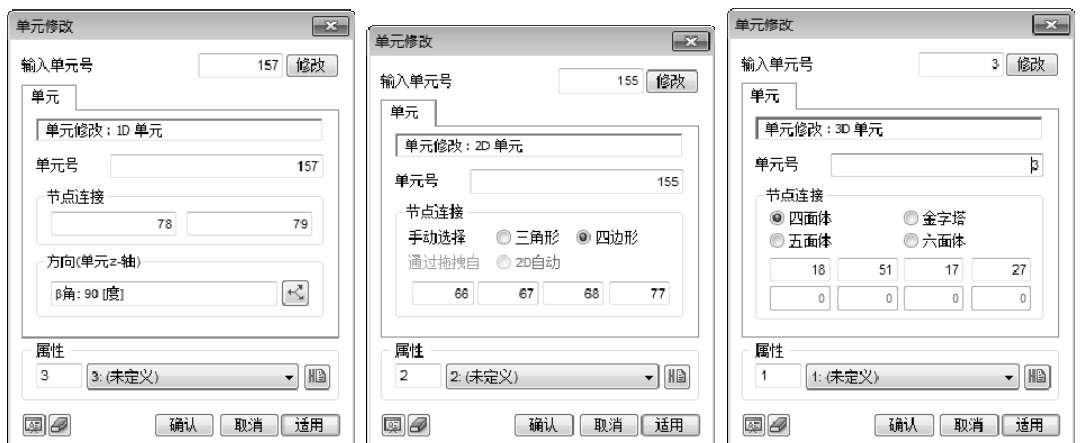 单元修改
输入单元号 157 修改
单元
单元修改：1D 单元
单元号 157
节点连接
78 79
方向(单元z-轴)
β角: 90 [度]
属性
3 3: (未定义)
确认 取消 适用
单元修改
输入单元号 155 修改
单元
单元修改：2D 单元
单元号 155
节点连接
手动选择 三角形 四边形
通过拖拽自 2D自动
66 67 68 77
属性
2 2: (未定义)
确认 取消 适用
单元修改
输入单元号 3 修改
单元
单元修改：3D 单元
单元号 3
节点连接
四面体 金字塔
五面体 六面体
18 51 17 27
0 0 0 0
属性
1 1: (未定义)
确认 取消 适用